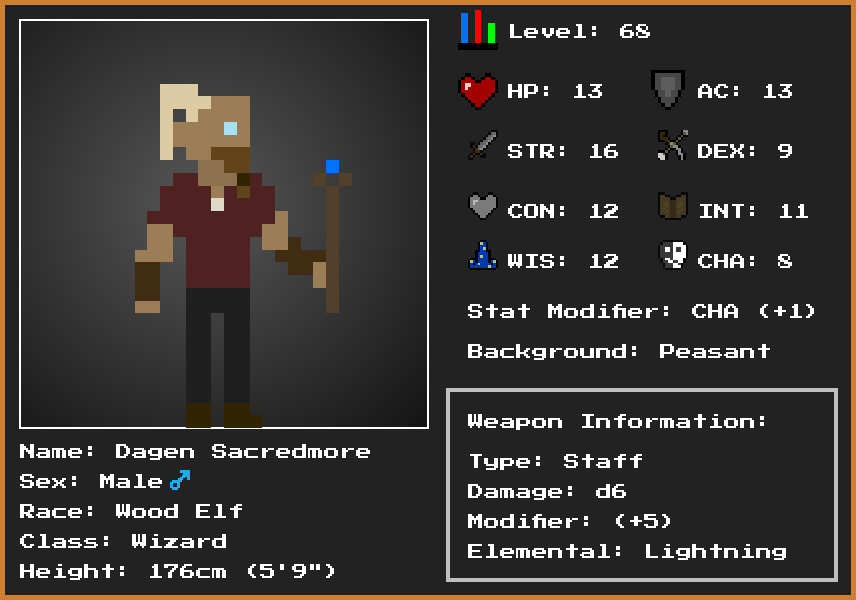 Level: 68
HP: 13
AC: 13
STR: 16
DEX: 9
CON: 12
INT: 11
WIS: 12
CHA: 8
Stat Modifier: CHA (+1)
Background: Peasant
Weapon Information:
Type: Staff
Damage: d6
Modifier: (+5)
Elemental: Lightning
Name: Dagen Sacredmore
Sex: Male ♂
Race: Wood Elf
Class: Wizard
Height: 176cm (5'9")